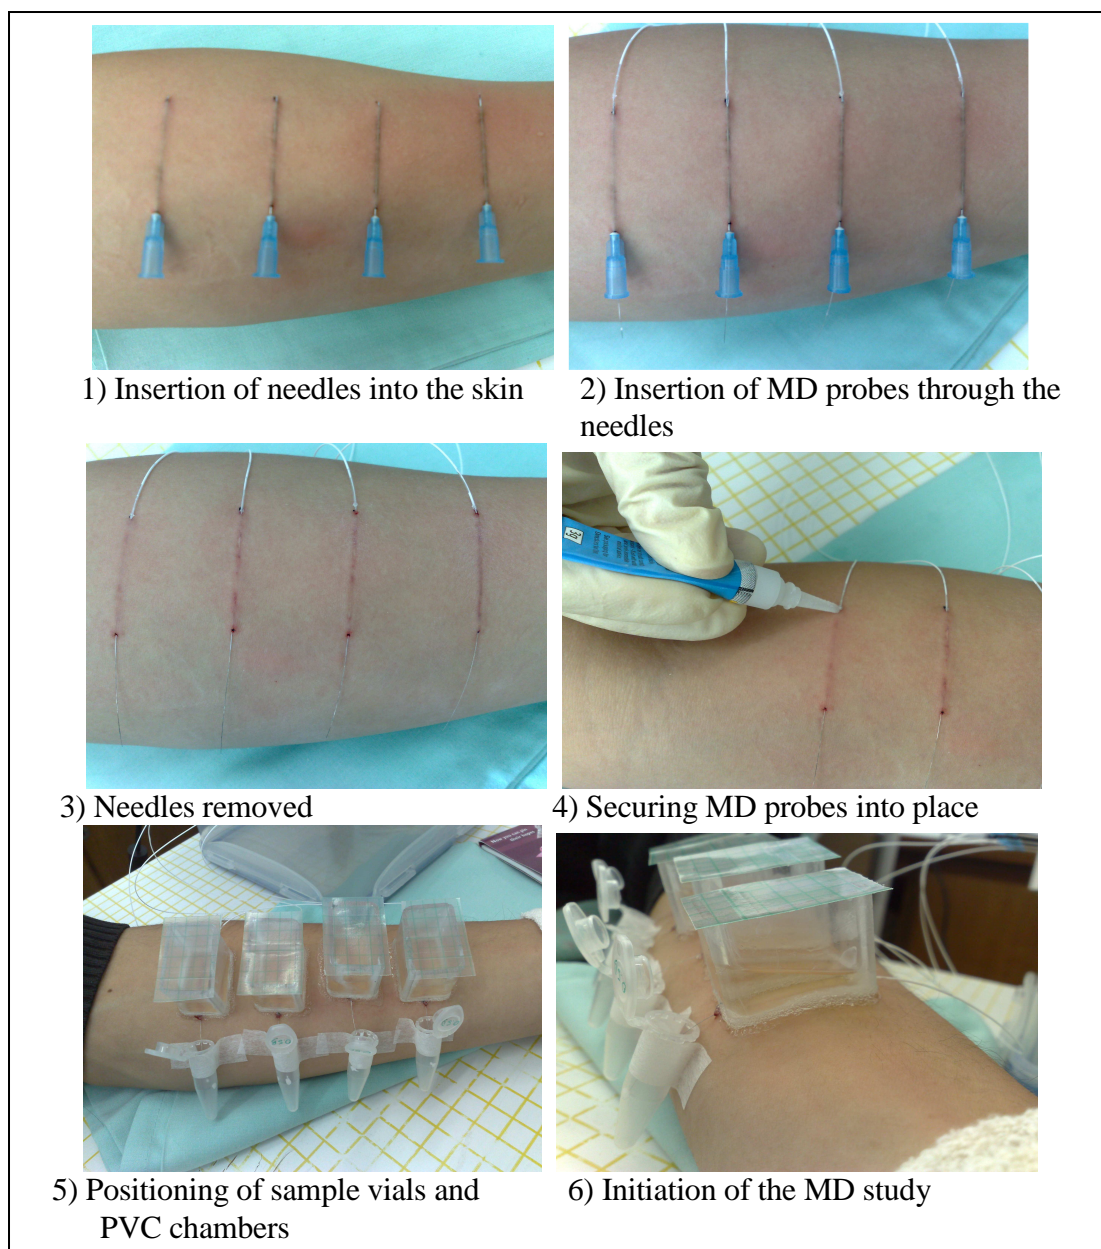 1) Insertion of needles into the skin
2) Insertion of MD probes through the
needles
3) Needles removed
4) Securing MD probes into place
5) Positioning of sample vials and
PVC chambers
6) Initiation of the MD study